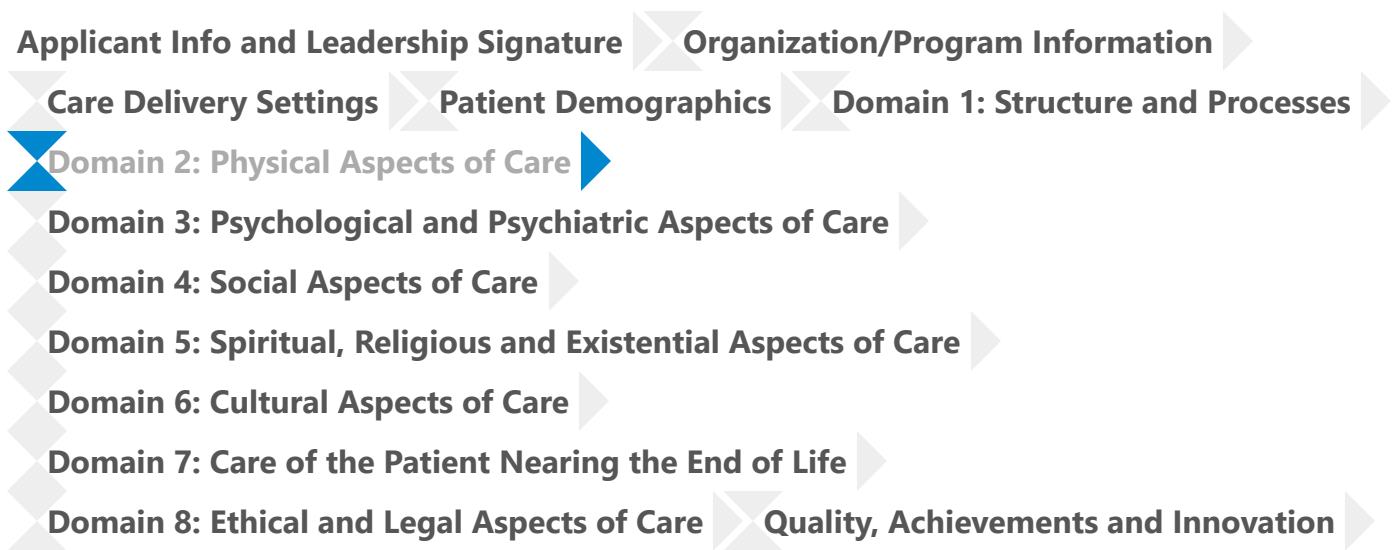 Applicant Info and Leadership Signature Organization/Program Information
Care Delivery Settings Patient Demographics Domain 1: Structure and Processes
Domain 2: Physical Aspects of Care
Domain 3: Psychological and Psychiatric Aspects of Care
Domain 4: Social Aspects of Care
Domain 5: Spiritual, Religious and Existential Aspects of Care
Domain 6: Cultural Aspects of Care
Domain 7: Care of the Patient Nearing the End of Life
Domain 8: Ethical and Legal Aspects of Care Quality, Achievements and Innovation